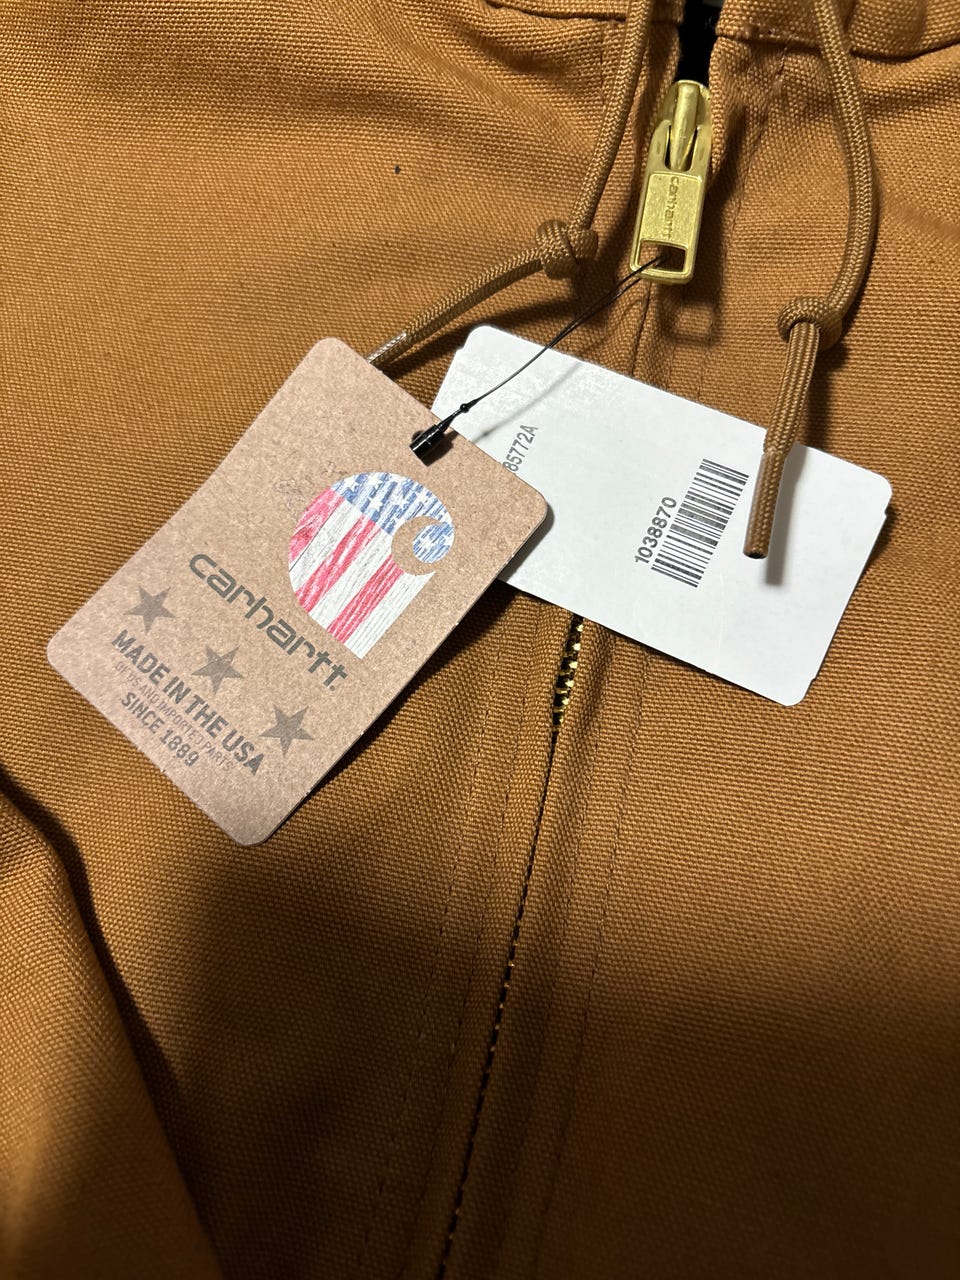 carhartt
85772A
1038870
carhartt.
MADE IN THE USA
OF US AND IMPORTED PARTS
SINCE 1889